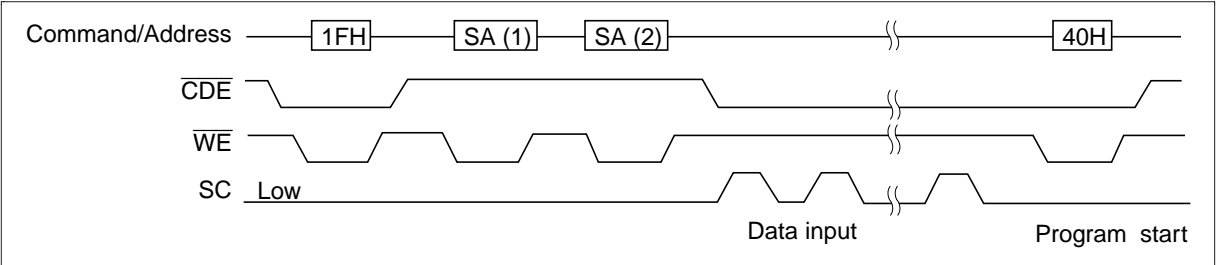 Command/Address 1FH SA (1) SA (2) 40H
CDE
WE
SC Low
Data input Program start